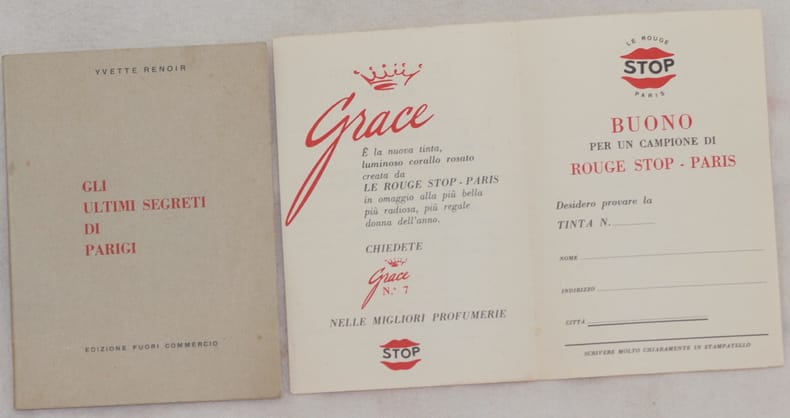 YVETTE RENOIR
GLI
ULTIMI SEGRETI
DI
PARIGI
EDIZIONE FUORI COMMERCIO
Grace
È la nuova tinta,
luminoso corallo rosato
creata da
LE ROUGE STOP - PARIS
in omaggio alla più bella
più radiosa, più regale
donna dell'anno.
CHIEDETE
Grace
N.° 7
NELLE MIGLIORI PROFUMERIE
STOP
LE ROUGE
STOP
PARIS
BUONO
PER UN CAMPIONE DI
ROUGE STOP - PARIS
Desidero provare la
TINTA N.
NOME
INDIRIZZO
CITTÀ
SCRIVERE MOLTO CHIARAMENTE IN STAMPATELLO